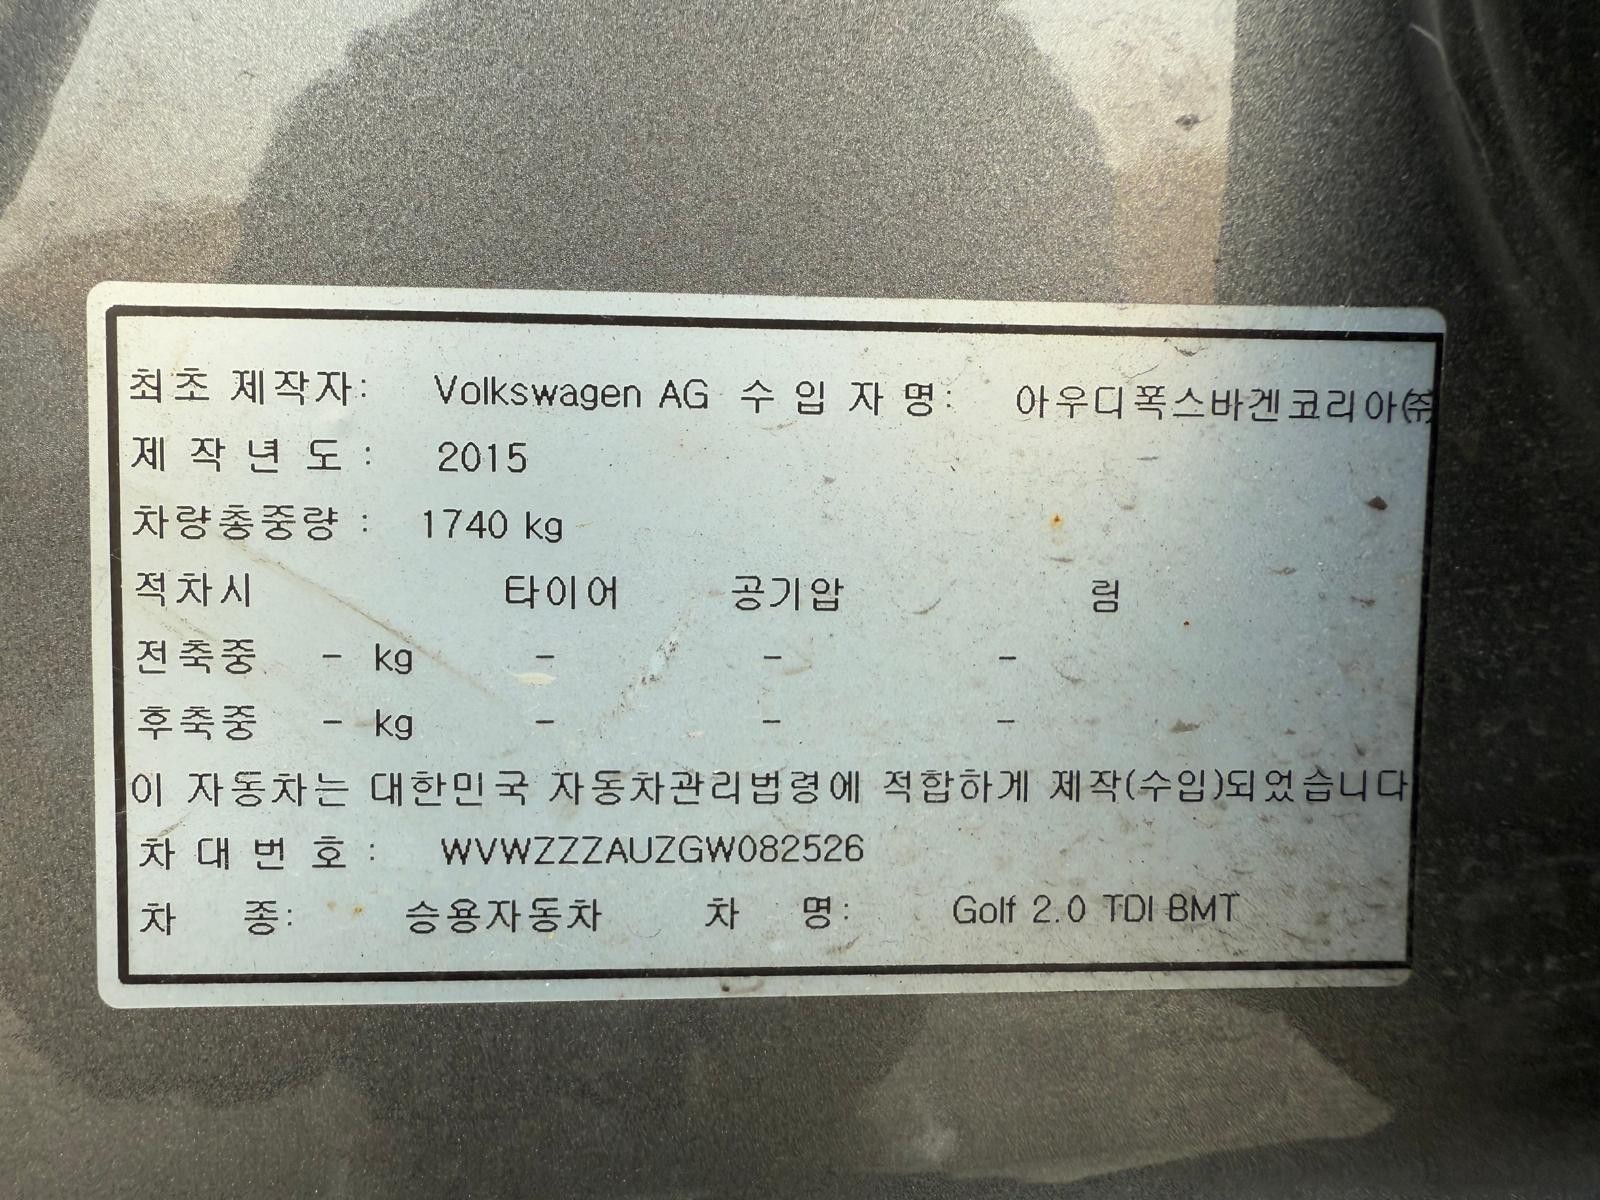 최초 제작자: Volkswagen AG 수 입 자 명: 아우디폭스바겐코리아㈜
제 작 년 도 : 2015
차량총중량 : 1740 kg
적차시 타이어 공기압 림
전축중 - kg - - -
후축중 - kg - - -
이 자동차는 대한민국 자동차관리법령에 적합하게 제작(수입)되었습니다
차 대 번 호 : WVWZZZAUZGW082526
차 종: 승용자동차 차 명: Golf 2.0 TDI BMT